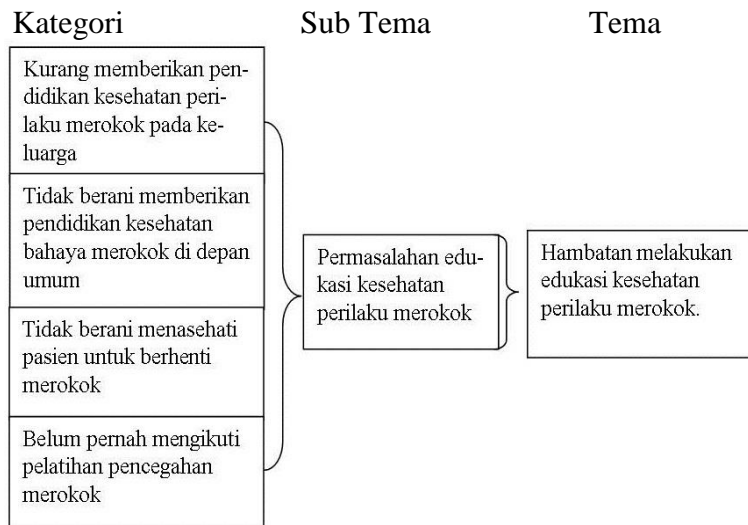 Kategori
Sub Tema
Tema
Kurang memberikan pen-
didikan kesehatan peri-
laku merokok pada ke-
luarga
Tidak berani memberikan
pendidikan kesehatan
bahaya merokok di depan
umum
Tidak berani menasehati
pasien untuk berhenti
merokok
Belum pernah mengikuti
pelatihan pencegahan
merokok
Permasalahan edu-
kasi kesehatan
perilaku merokok
Hambatan melakukan
edukasi kesehatan
perilaku merokok.